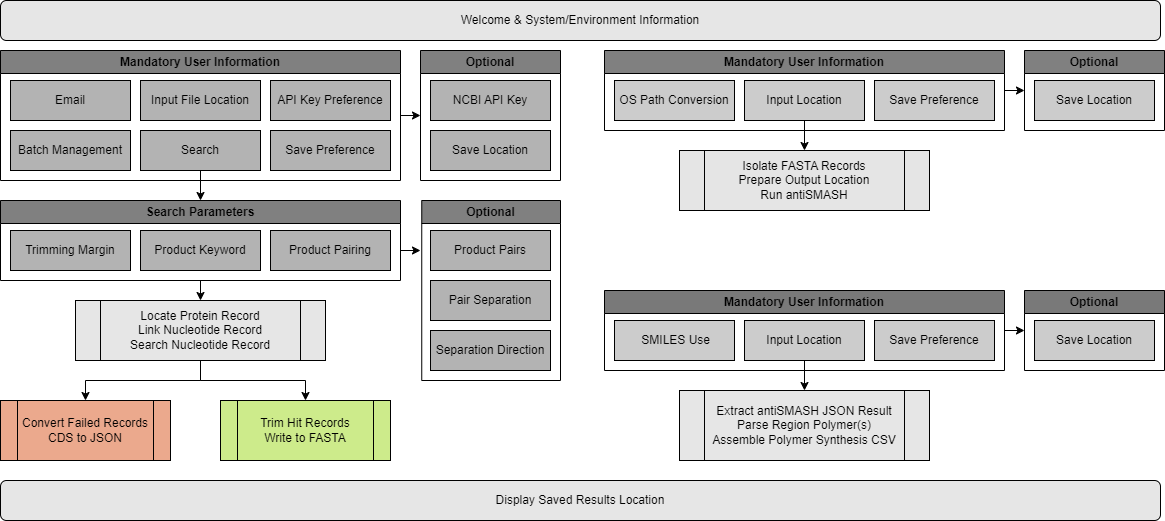 Welcome & System/Environment Information
Mandatory User Information
Email
Input File Location
API Key Preference
Batch Management
Search
Save Preference
Optional
NCBI API Key
Save Location
Search Parameters
Trimming Margin
Product Keyword
Product Pairing
Optional
Product Pairs
Pair Separation
Separation Direction
Locate Protein Record
Link Nucleotide Record
Search Nucleotide Record
Convert Failed Records
CDS to JSON
Trim Hit Records
Write to FASTA
Mandatory User Information
OS Path Conversion
Input Location
Save Preference
Optional
Save Location
Isolate FASTA Records
Prepare Output Location
Run antiSMASH
Mandatory User Information
SMILES Use
Input Location
Save Preference
Optional
Save Location
Extract antiSMASH JSON Result
Parse Region Polymer(s)
Assemble Polymer Synthesis CSV
Display Saved Results Location